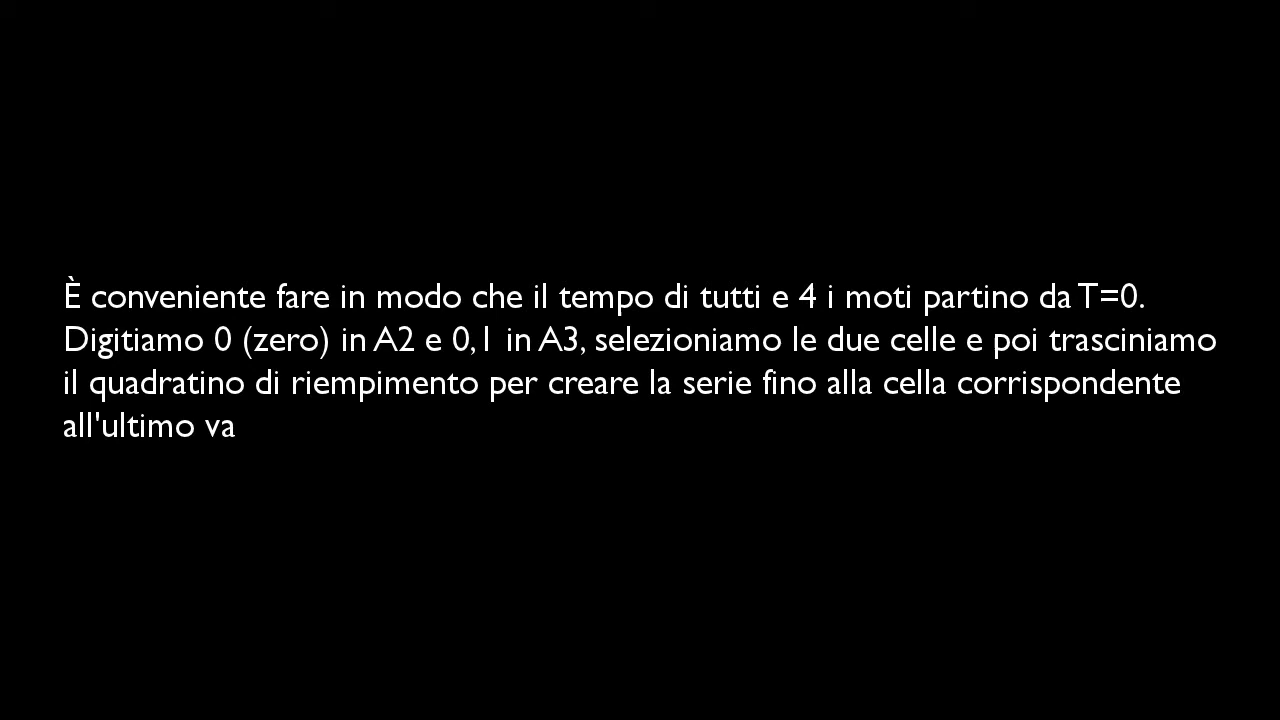 È conveniente fare in modo che il tempo di tutti e 4 i moti partino da T=0.
Digitiamo 0 (zero) in A2 e 0,1 in A3, selezioniamo le due celle e poi trasciniamo
il quadratino di riempimento per creare la serie fino alla cella corrispondente
all'ultimo va